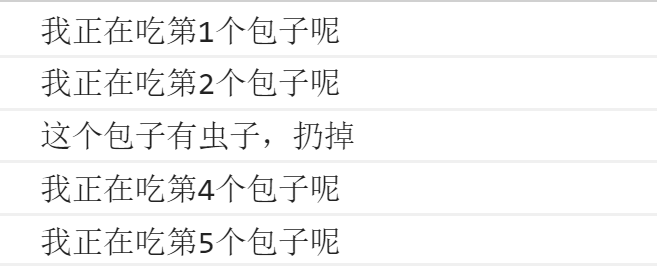 我正在吃第1个包子呢
我正在吃第2个包子呢
这个包子有虫子，扔掉
我正在吃第4个包子呢
我正在吃第5个包子呢